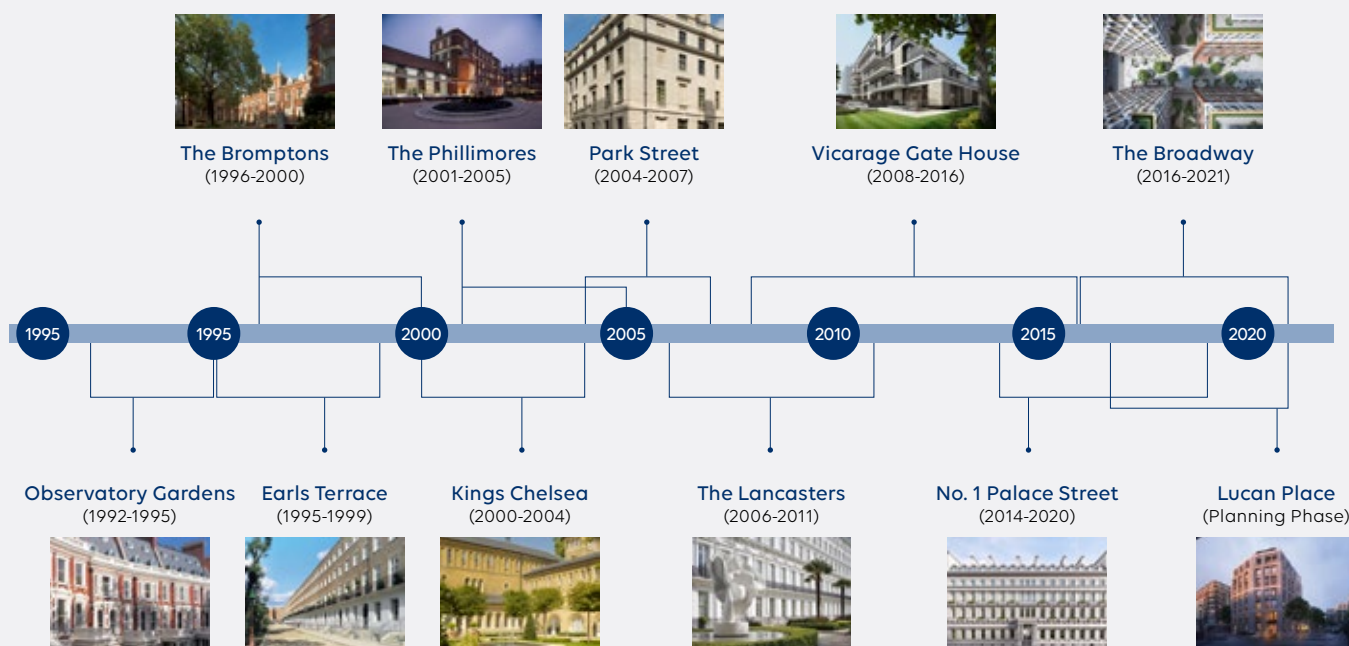 The Bromptons
(1996-2000)
The Phillimores
(2001-2005)
Park Street
(2004-2007)
Vicarage Gate House
(2008-2016)
The Broadway
(2016-2021)
1995
1995
2000
2005
2010
2015
2020
Observatory Gardens
(1992-1995)
Earls Terrace
(1995-1999)
Kings Chelsea
(2000-2004)
The Lancasters
(2006-2011)
No. 1 Palace Street
(2014-2020)
Lucan Place
(Planning Phase)